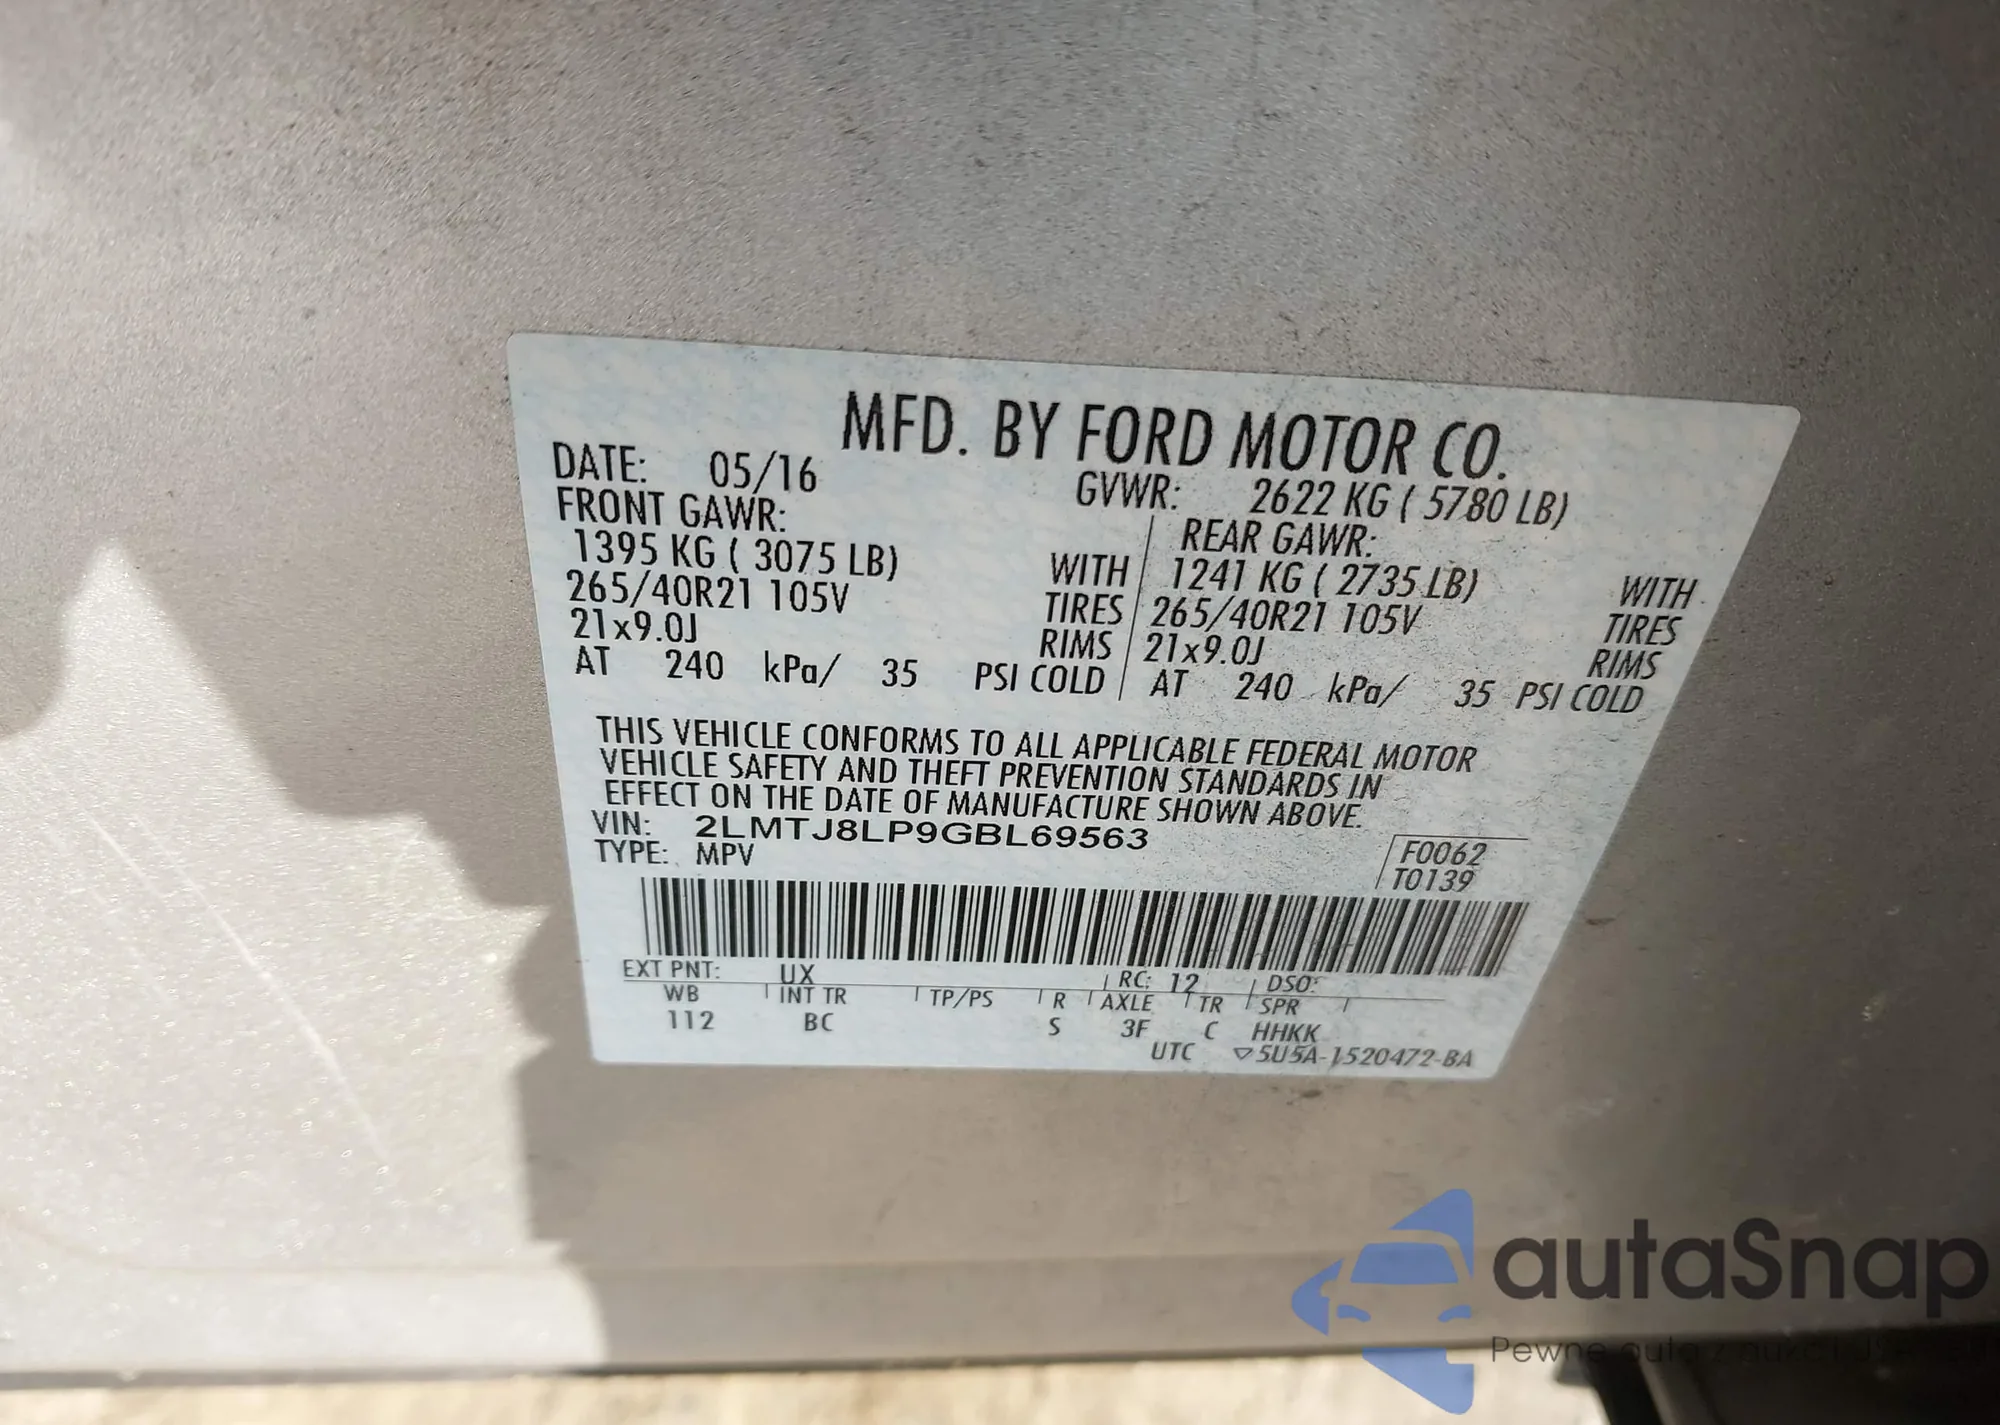 MFD. BY FORD MOTOR CO.
DATE: 05/16 GVWR: 2622 KG ( 5780 LB)
FRONT GAWR: REAR GAWR:
1395 KG ( 3075 LB) WITH 1241 KG ( 2735 LB) WITH
265/40R21 105V TIRES 265/40R21 105V TIRES
21x9.0J RIMS 21x9.0J RIMS
AT 240 kPa/ 35 PSI COLD AT 240 kPa/ 35 PSI COLD
THIS VEHICLE CONFORMS TO ALL APPLICABLE FEDERAL MOTOR
VEHICLE SAFETY AND THEFT PREVENTION STANDARDS IN
EFFECT ON THE DATE OF MANUFACTURE SHOWN ABOVE.
VIN: 2LMTJ8LP9GBL69563
TYPE: MPV
F0062
T0139
EXT PNT: UX RC: 12 DSO:
WB INT TR TP/PS R AXLE TR SPR
112 BC S 3F C HHKK
UTC ▽5U5A-1520472-BA
autaSnap
Pewne auta z